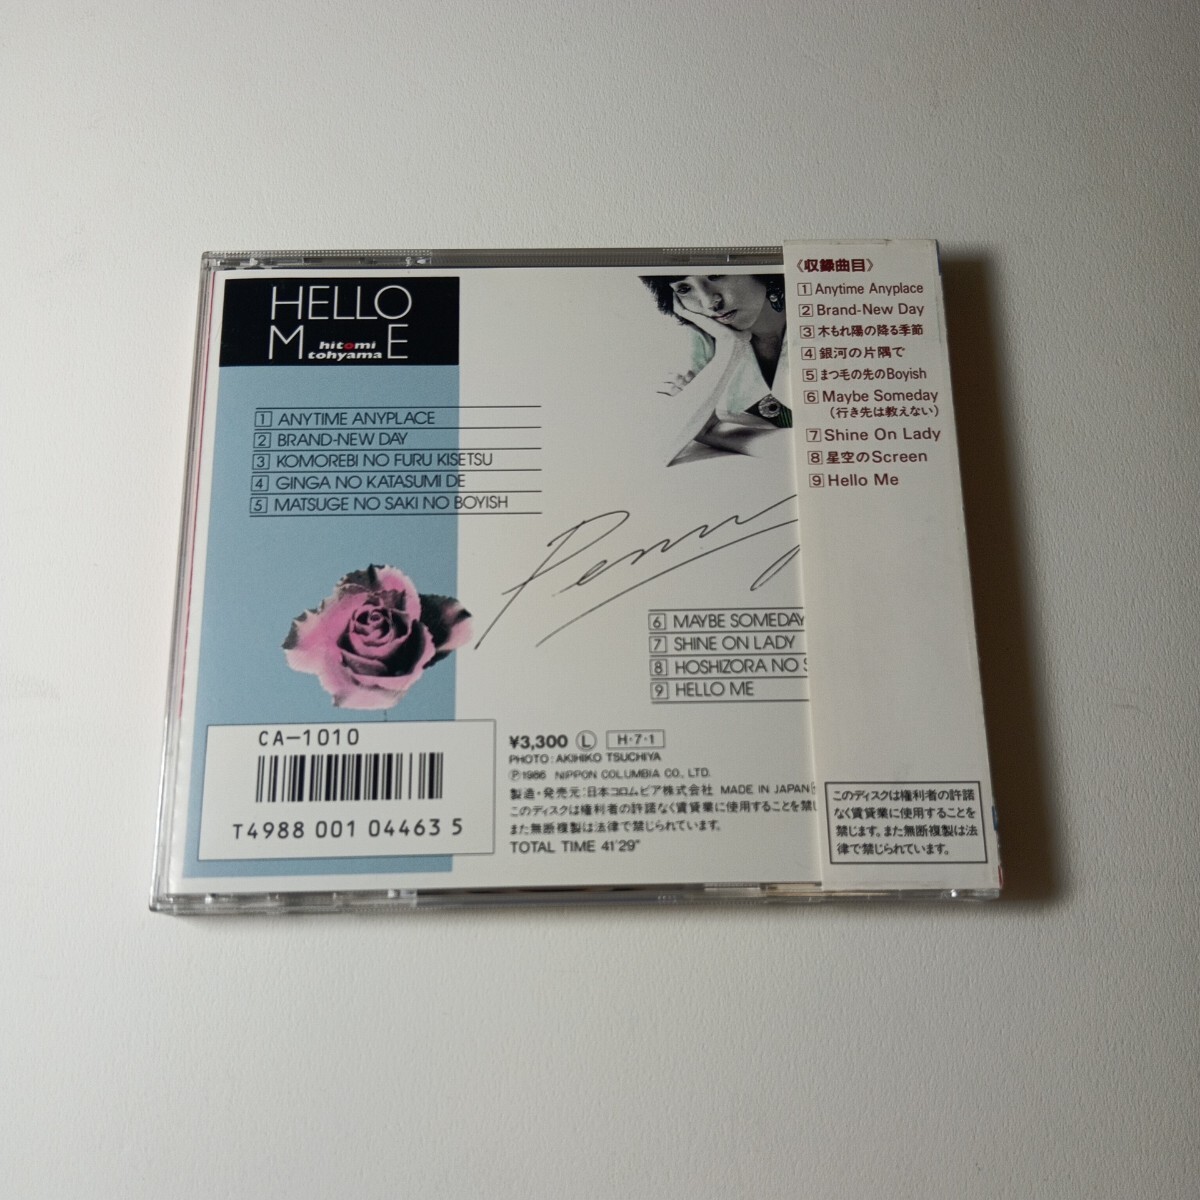 HELLO
M E
hitomi
tohyama
1 ANYTIME ANYPLACE
2 BRAND-NEW DAY
3 KOMOREBI NO FURU KISETSU
4 GINGA NO KATASUMI DE
5 MATSUGE NO SAKI NO BOYISH
Penny
6 MAYBE SOMEDAY
7 SHINE ON LADY
8 HOSHIZORA NO S
9 HELLO ME
CA-1010
T4988 001 04463 5
¥3,300 Ⓛ H・7・1
PHOTO : AKIHIKO TSUCHIYA
Ⓟ1986 NIPPON COLUMBIA CO., LTD.
製造・発売元：日本コロムビア株式会社 MADE IN JAPAN
このディスクは権利者の許諾なく賃貸業に使用することを禁じ
また無断複製は法律で禁じられています。
TOTAL TIME 41'29"
《収録曲目》
1 Anytime Anyplace
2 Brand-New Day
3 木もれ陽の降る季節
4 銀河の片隅で
5 まつ毛の先のBoyish
6 Maybe Someday
(行き先は教えない)
7 Shine On Lady
8 星空のScreen
9 Hello Me
このディスクは権利者の許諾
なく賃貸業に使用することを
禁じます。また無断複製は法
律で禁じられています。